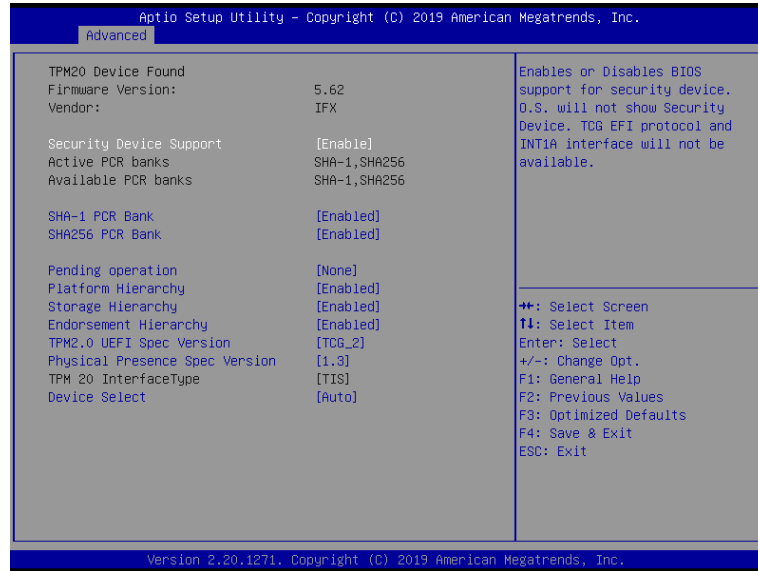 Aptio Setup Utility – Copyright (C) 2019 American Megatrends, Inc.
Advanced
TPM20 Device Found
Firmware Version: 5.62
Vendor: IFX
Security Device Support [Enable]
Active PCR banks SHA-1,SHA256
Available PCR banks SHA-1,SHA256
SHA-1 PCR Bank [Enabled]
SHA256 PCR Bank [Enabled]
Pending operation [None]
Platform Hierarchy [Enabled]
Storage Hierarchy [Enabled]
Endorsement Hierarchy [Enabled]
TPM2.0 UEFI Spec Version [TCG_2]
Physical Presence Spec Version [1.3]
TPM 20 InterfaceType [TIS]
Device Select [Auto]
Enables or Disables BIOS
support for security device.
O.S. will not show Security
Device. TCG EFI protocol and
INT1A interface will not be
available.
→←: Select Screen
↑↓: Select Item
Enter: Select
+/-: Change Opt.
F1: General Help
F2: Previous Values
F3: Optimized Defaults
F4: Save & Exit
ESC: Exit
Version 2.20.1271. Copyright (C) 2019 American Megatrends, Inc.